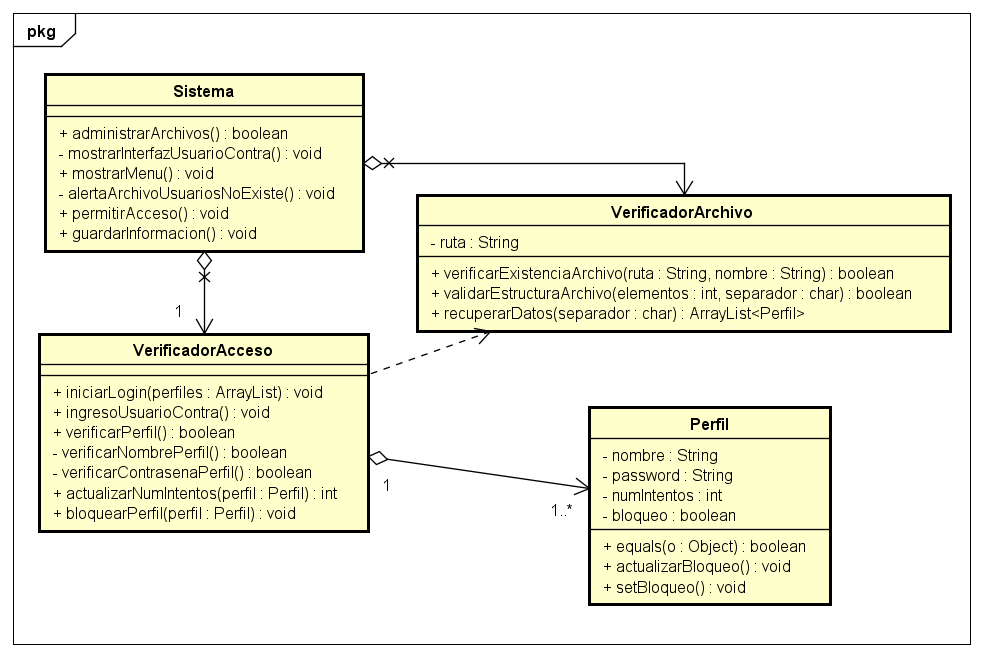 pkg
Sistema
+ administrarArchivos() : boolean
- mostrarInterfazUsuarioContra() : void
+ mostrarMenu() : void
- alertaArchivoUsuariosNoExiste() : void
+ permitirAcceso() : void
+ guardarInformacion() : void
VerificadorArchivo
- ruta : String
+ verificarExistenciaArchivo(ruta : String, nombre : String) : boolean
+ validarEstructuraArchivo(elementos : int, separador : char) : boolean
+ recuperarDatos(separador : char) : ArrayList<Perfil>
1
VerificadorAcceso
+ iniciarLogin(perfiles : ArrayList) : void
+ ingresoUsuarioContra() : void
+ verificarPerfil() : boolean
- verificarNombrePerfil() : boolean
- verificarContrasenaPerfil() : boolean
+ actualizarNumIntentos(perfil : Perfil) : int
+ bloquearPerfil(perfil : Perfil) : void
1
1..*
Perfil
- nombre : String
- password : String
- numIntentos : int
- bloqueo : boolean
+ equals(o : Object) : boolean
+ actualizarBloqueo() : void
+ setBloqueo() : void